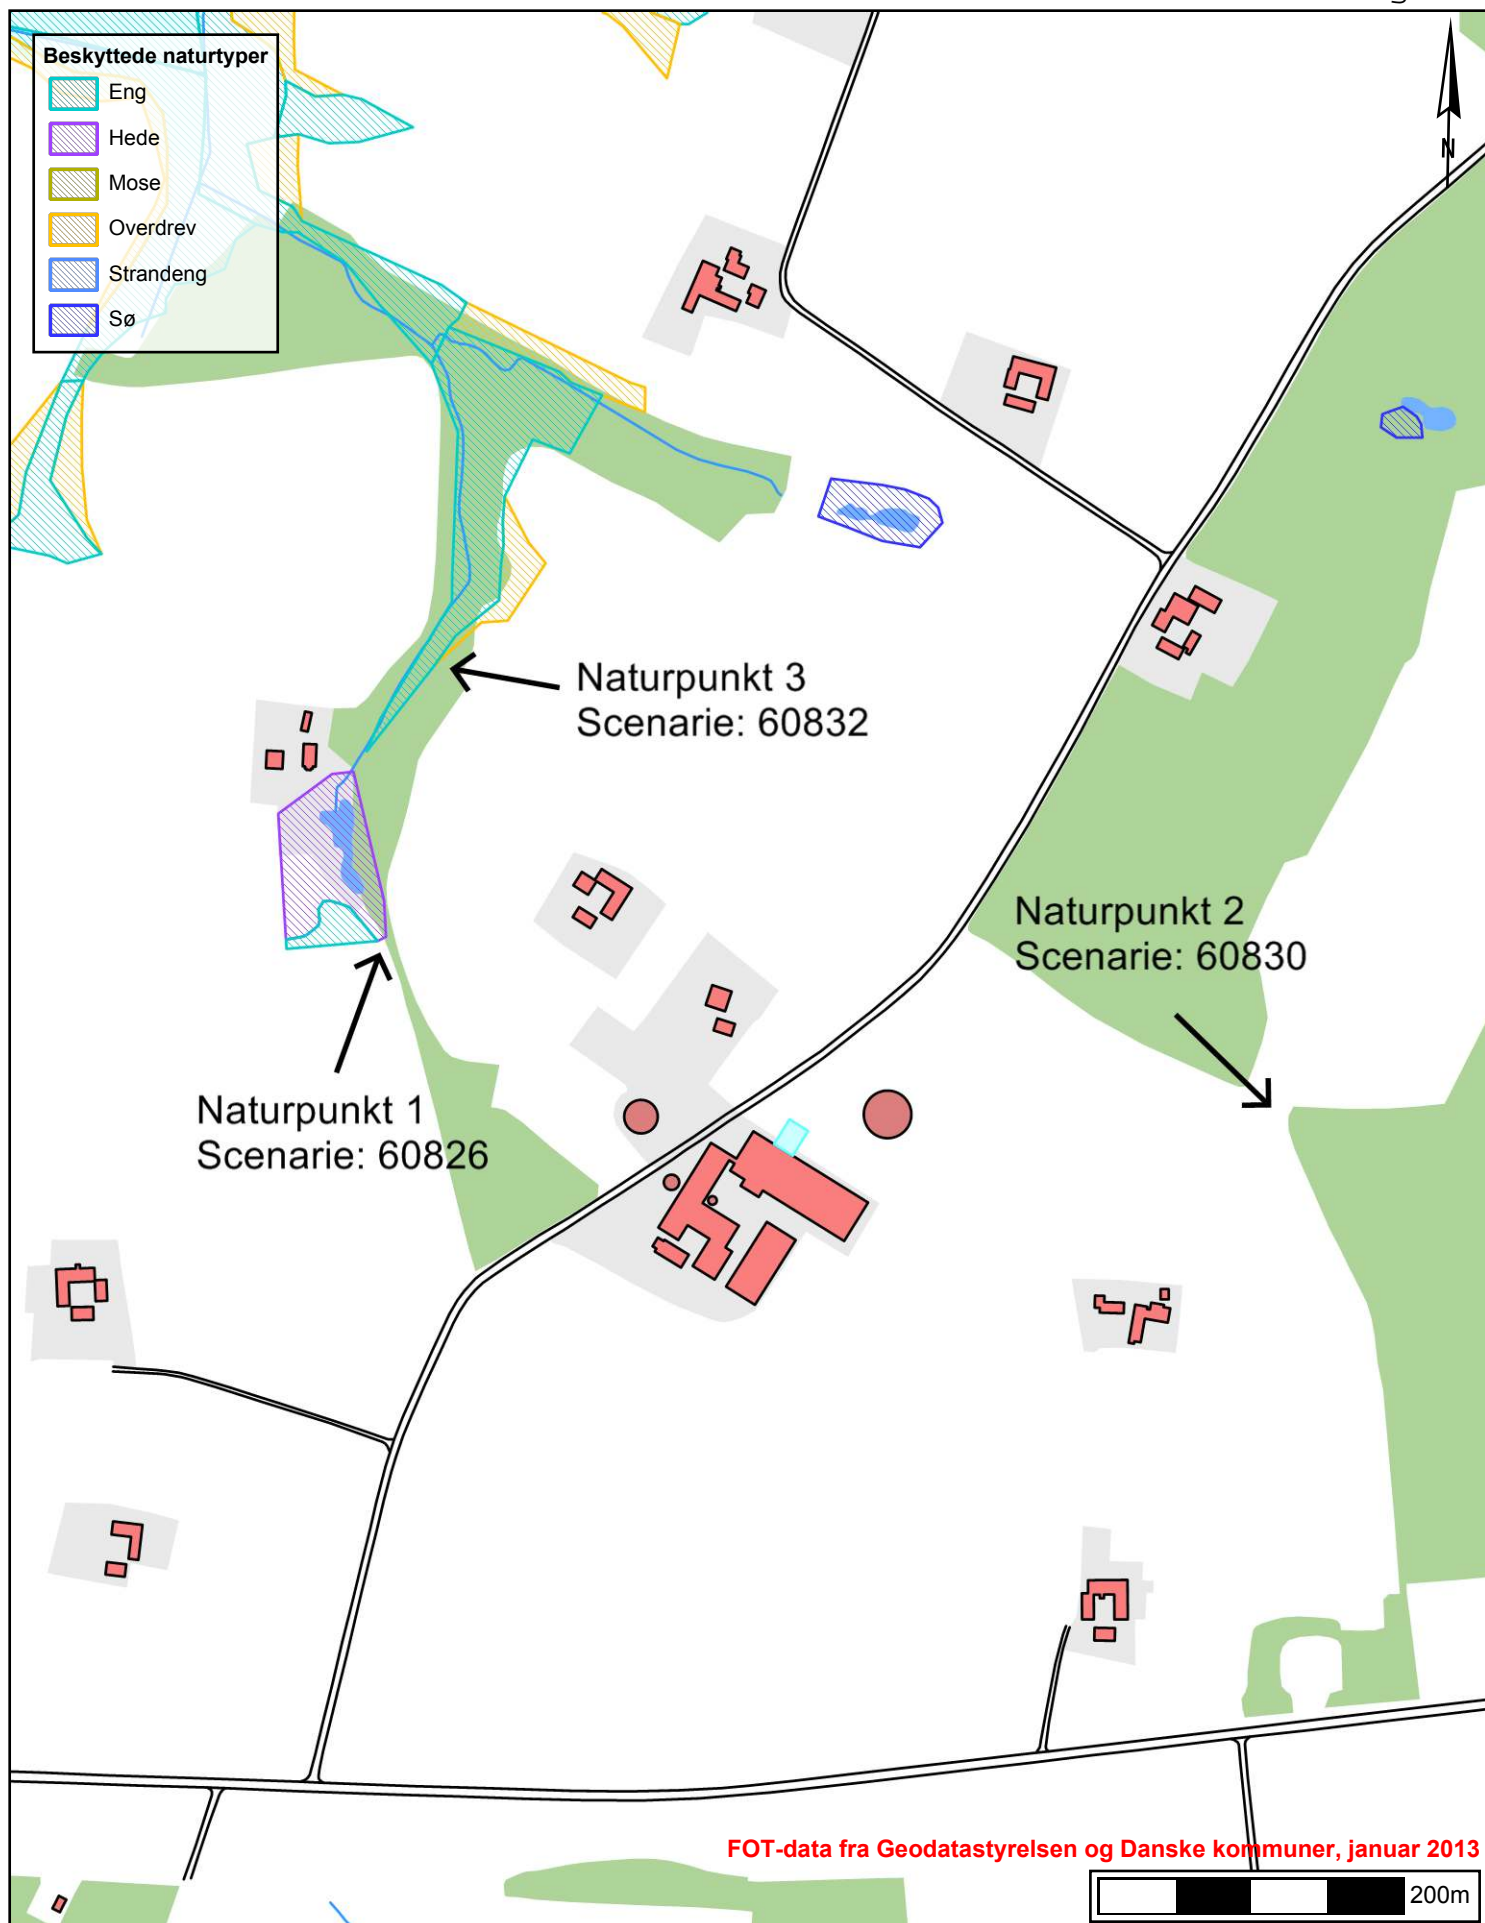 Beskyttede naturtyper
Eng
Hede
Mose
Overdrev
Strandeng
Sø
N
Naturpunkt 3
Scenarie: 60832
Naturpunkt 2
Scenarie: 60830
Naturpunkt 1
Scenarie: 60826
FOT-data fra Geodatastyrelsen og Danske kommuner, januar 2013
200m